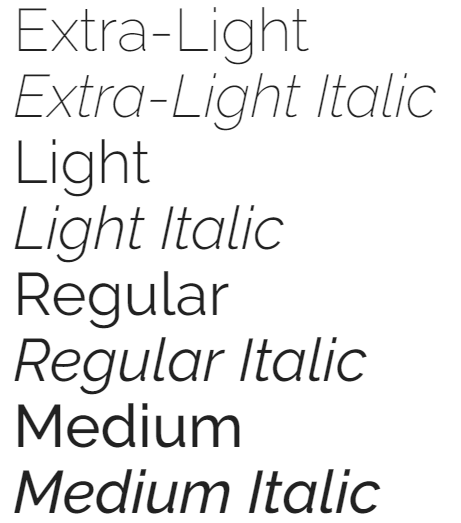 Extra-Light
Extra-Light Italic
Light
Light Italic
Regular
Regular Italic
Medium
Medium Italic